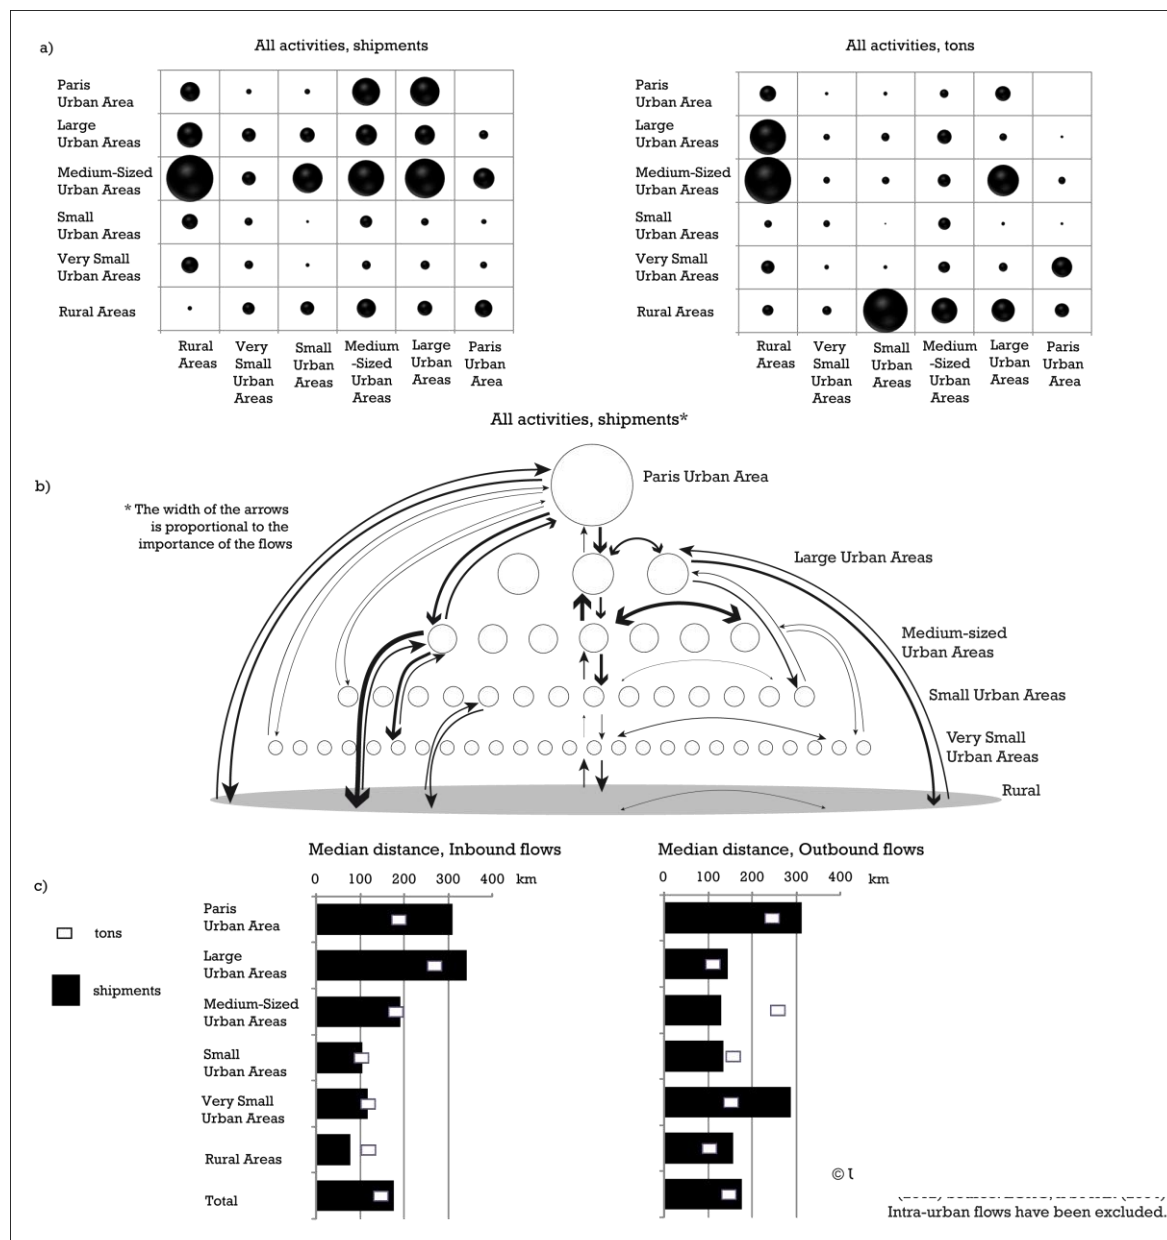 a)
All activities, shipments
All activities, tons
Paris
Urban Area
Large
Urban Areas
Medium-Sized
Urban Areas
Small
Urban Areas
Very Small
Urban Areas
Rural Areas
Rural
Areas
Very
Small
Urban
Areas
Small
Urban
Areas
Medium
-Sized
Urban
Areas
Large
Urban
Areas
Paris
Urban
Area
Paris
Urban Area
Large
Urban Areas
Medium-Sized
Urban Areas
Small
Urban Areas
Very Small
Urban Areas
Rural Areas
Rural
Areas
Very
Small
Urban
Areas
Small
Urban
Areas
Medium
-Sized
Urban
Areas
Large
Urban
Areas
Paris
Urban
Area
All activities, shipments*
b)
* The width of the arrows
is proportional to the
importance of the flows
Paris Urban Area
Large Urban Areas
Medium-sized
Urban Areas
Small Urban Areas
Very Small
Urban Areas
Rural
c)
Median distance, Inbound flows
0 100 200 300 400 km
Median distance, Outbound flows
0 100 200 300 400 km
tons
shipments
Paris
Urban Area
Large
Urban Areas
Medium-Sized
Urban Areas
Small
Urban Areas
Very Small
Urban Areas
Rural Areas
Total
©
Intra-urban flows have been excluded.